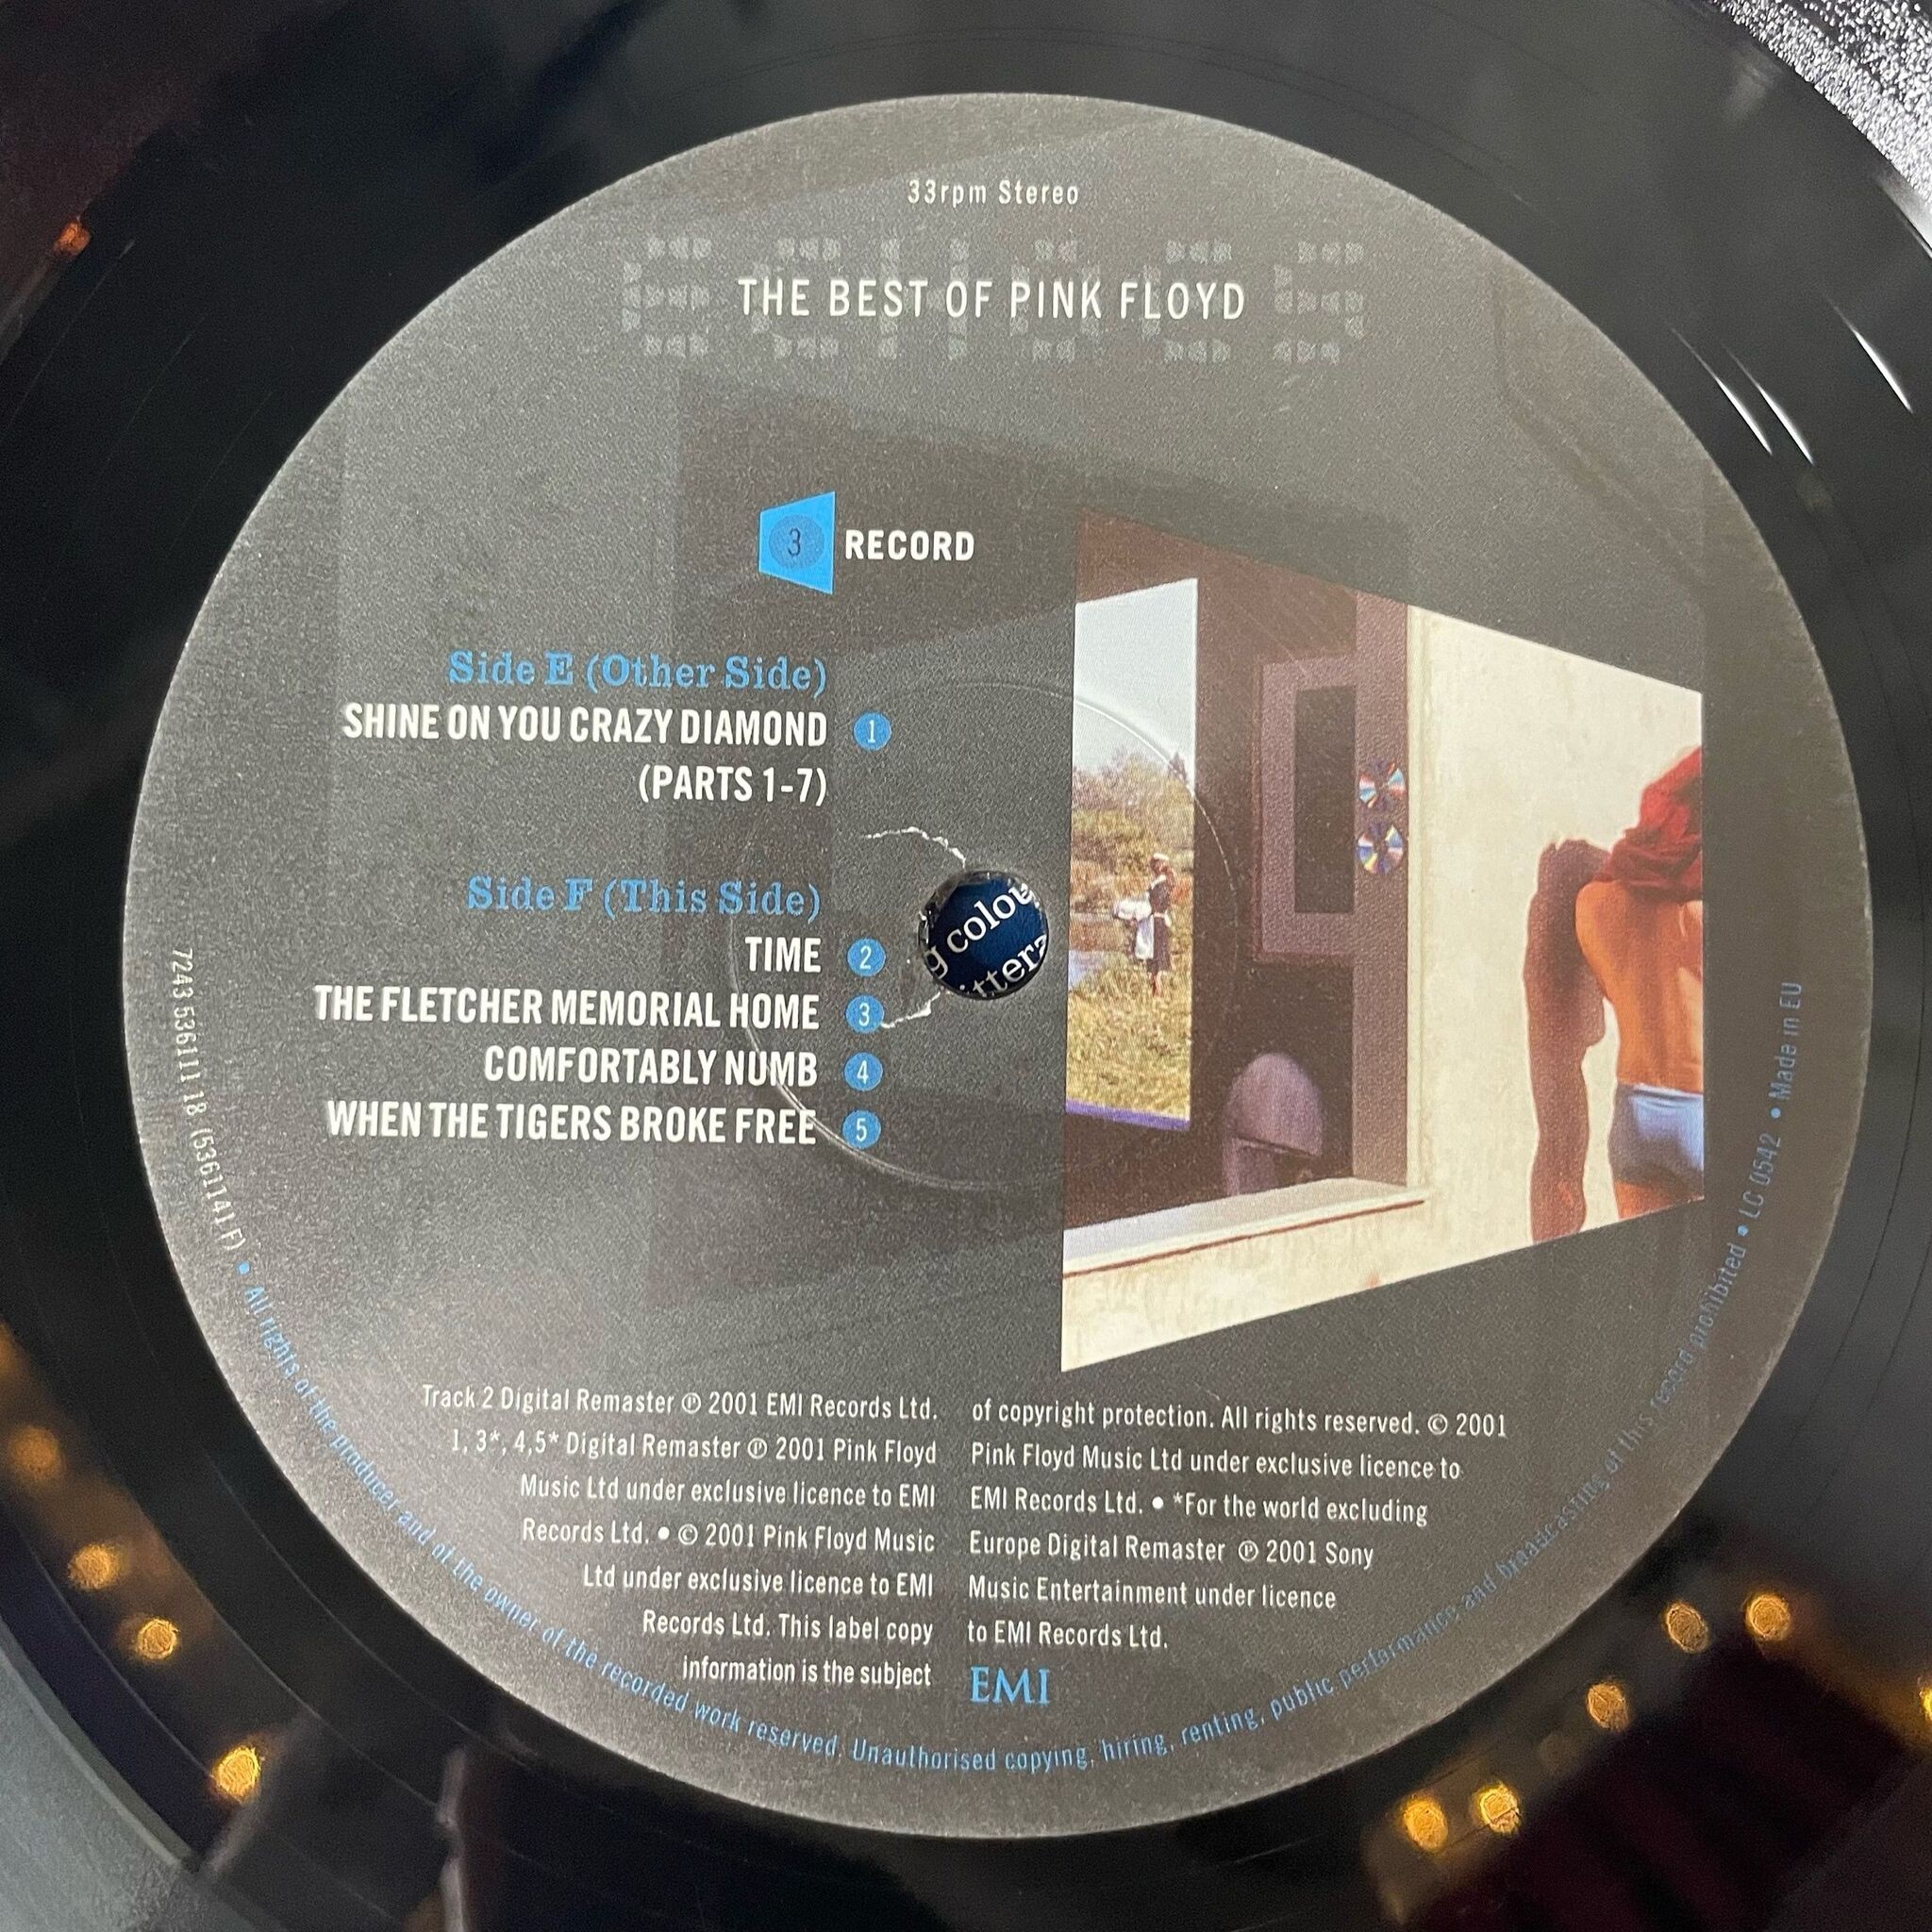 33rpm Stereo
Echoes
THE BEST OF PINK FLOYD
3 RECORD
Side E (Other Side)
SHINE ON YOU CRAZY DIAMOND 1
(PARTS 1-7)
Side F (This Side)
TIME 2
THE FLETCHER MEMORIAL HOME 3
COMFORTABLY NUMB 4
WHEN THE TIGERS BROKE FREE 5
g colou
ittera
Track 2 Digital Remaster ℗ 2001 EMI Records Ltd.
1, 3*, 4,5* Digital Remaster ℗ 2001 Pink Floyd
Music Ltd under exclusive licence to EMI
Records Ltd. • © 2001 Pink Floyd Music
Ltd under exclusive licence to EMI
Records Ltd. This label copy
information is the subject
of copyright protection. All rights reserved. © 2001
Pink Floyd Music Ltd under exclusive licence to
EMI Records Ltd. • *For the world excluding
Europe Digital Remaster ℗ 2001 Sony
Music Entertainment under licence
to EMI Records Ltd.
EMI
7243 536111 18 (5361141 F) • All rights of the producer and of the owner of the recorded work reserved. Unauthorised copying, hiring, renting, public performance and broadcasting of this record prohibited • LC 0542 • Made in EU